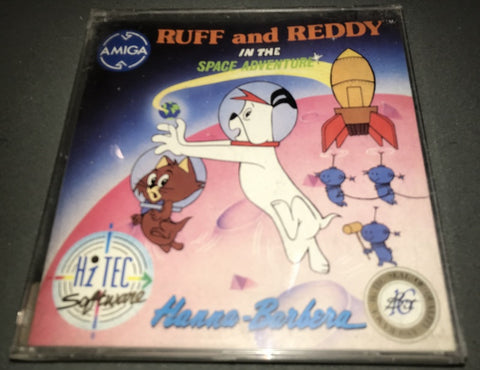 AMIGA
RUFF and REDDY
IN THE
SPACE ADVENTURE
Hi TEC
Software
Hanna-Barbera